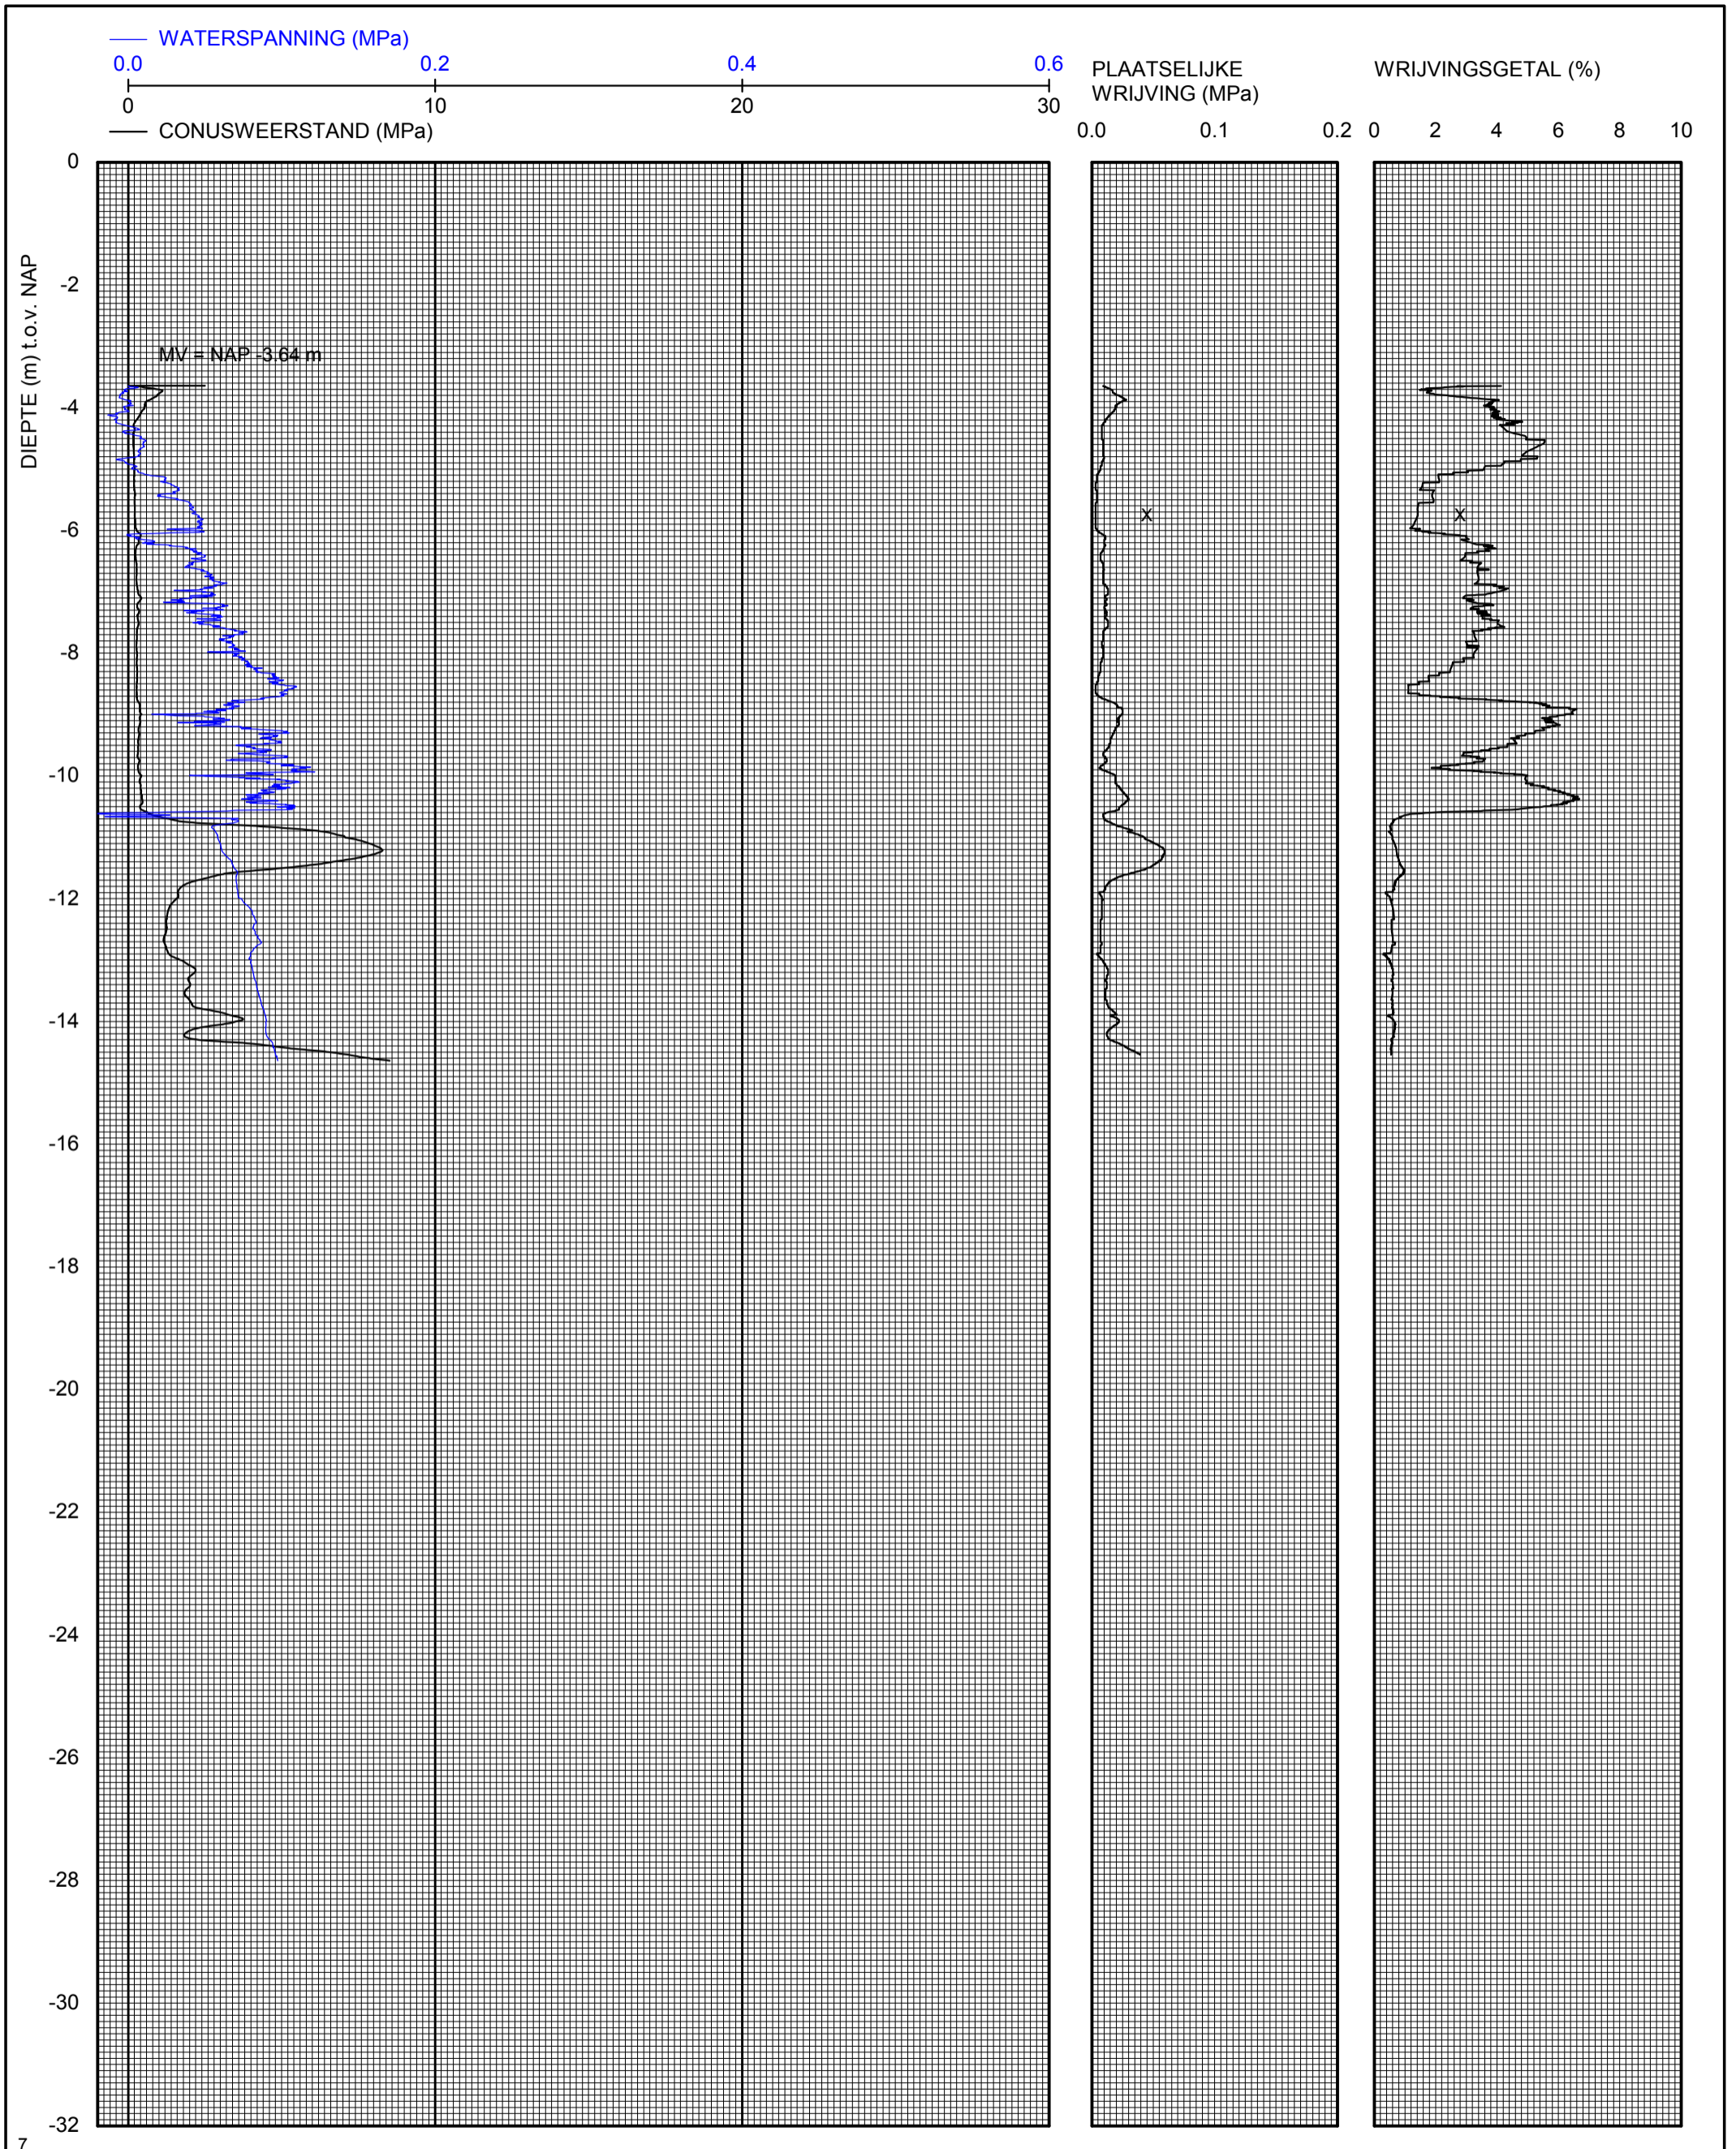 WATERSPANNING (MPa)
0.0 0.2 0.4 0.6
0 10 20 30
CONUSWEERSTAND (MPa)
PLAATSELIJKE
WRIJVING (MPa)
0.0 0.1 0.2
WRIJVINGSGETAL (%)
0 2 4 6 8 10
DIEPTE (m) t.o.v. NAP
0
-2
MV = NAP -3.64 m
-4
X X
-6
-8
-10
-12
-14
-16
-18
-20
-22
-24
-26
-28
-30
-32
7